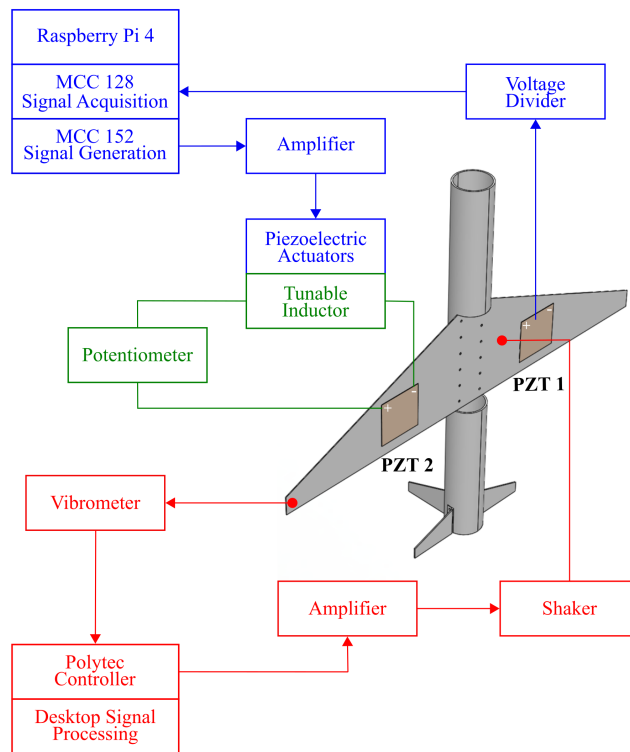 Raspberry Pi 4
MCC 128
Signal Acquisition
MCC 152
Signal Generation
Voltage
Divider
Amplifier
Piezoelectric
Actuators
Tunable
Inductor
Potentiometer
+ -
PZT 1
+ -
PZT 2
Vibrometer
Amplifier
Shaker
Polytec
Controller
Desktop Signal
Processing